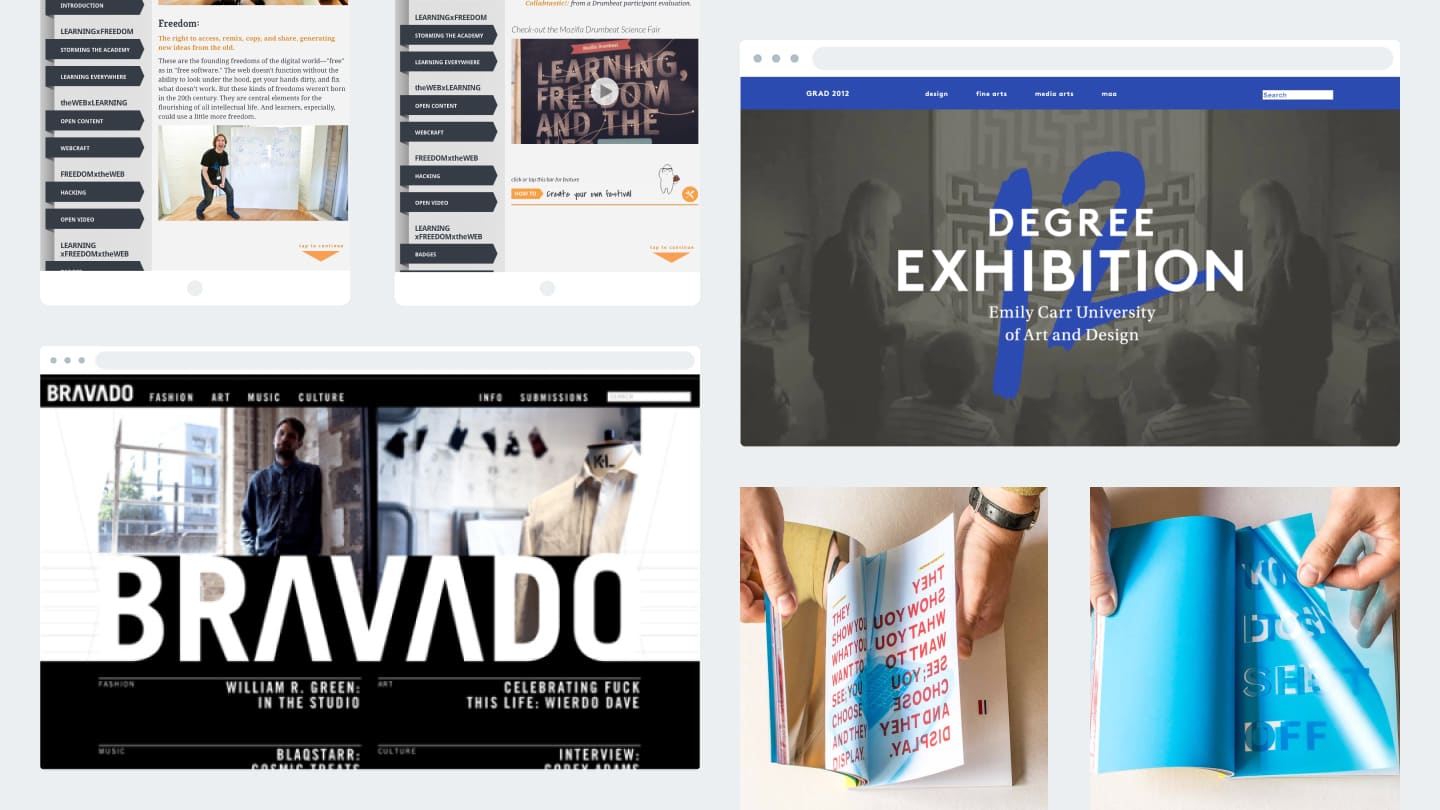 INTRODUCTION
LEARNINGxFREEDOM
STORMING THE ACADEMY
LEARNING EVERYWHERE
theWEBxLEARNING
OPEN CONTENT
WEBCRAFT
FREEDOMxtheWEB
HACKING
OPEN VIDEO
LEARNING
xFREEDOMxtheWEB
Freedom:
The right to access, remix, copy, and share, generating
new ideas from the old.
These are the founding freedoms of the digital world—"free"
as in "free software." The web doesn't function without the
ability to look under the hood, get your hands dirty, and fix
what doesn't work. But these kinds of freedoms weren't born
in the 20th century. They are central elements for the
flourishing of all intellectual life. And learners, especially,
could use a little more freedom.
tap to continue
LEARNINGxFREEDOM
STORMING THE ACADEMY
LEARNING EVERYWHERE
theWEBxLEARNING
OPEN CONTENT
WEBCRAFT
FREEDOMxtheWEB
HACKING
OPEN VIDEO
LEARNING
xFREEDOMxtheWEB
BADGES
Collabtastic!: from a Drumbeat participant evaluation.
Check-out the Mozilla Drumbeat Science Fair
Mozilla Drumbeat
LEARNING,
FREEDOM
AND THE
click or tap this bar for feature
HOW TO Create your own festival
tap to continue
GRAD 2012 design fine arts media arts maa Search
12
DEGREE
EXHIBITION
Emily Carr University
of Art and Design
BRAVADO FASHION ART MUSIC CULTURE INFO SUBMISSIONS SEARCH
BRAVADO
FASHION
WILLIAM R. GREEN:
IN THE STUDIO
ART
CELEBRATING FUCK
THIS LIFE: WIERDO DAVE
MUSIC
BLAQSTARR:
COSMIC TREATS
CULTURE
INTERVIEW:
COREY ADAMS
THEY
SHOW YOU
WHAT YOU
WANT TO
SEE; YOU
CHOOSE
AND THEY
DISPLAY.
THEY
SHOW YOU
WHAT YOU
WANT TO
SEE; YOU
CHOOSE
AND THEY
DISPLAY.
OFF